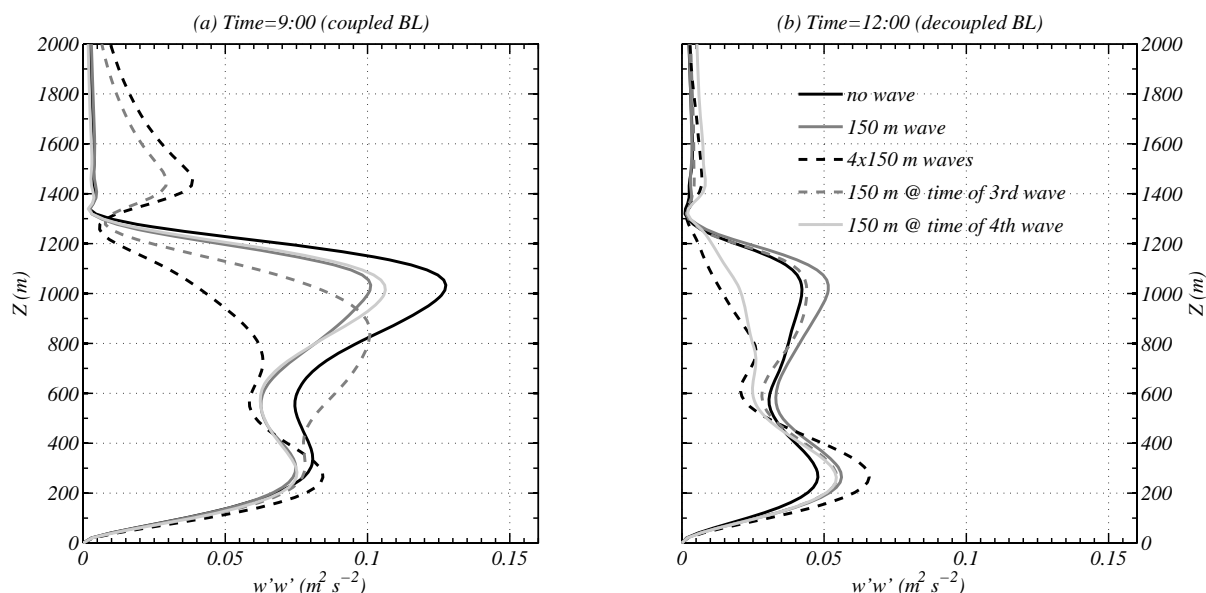 (a) Time=9:00 (coupled BL)
2000
1800
1600
1400
1200
1000
800
600
400
200
0
Z (m)
0
0.05
0.1
0.15
w'w' (m² s⁻²)
(b) Time=12:00 (decoupled BL)
no wave
150 m wave
4x150 m waves
150 m @ time of 3rd wave
150 m @ time of 4th wave
2000
1800
1600
1400
1200
1000
800
600
400
200
0
Z (m)
0
0.05
0.1
0.15
w'w' (m² s⁻²)